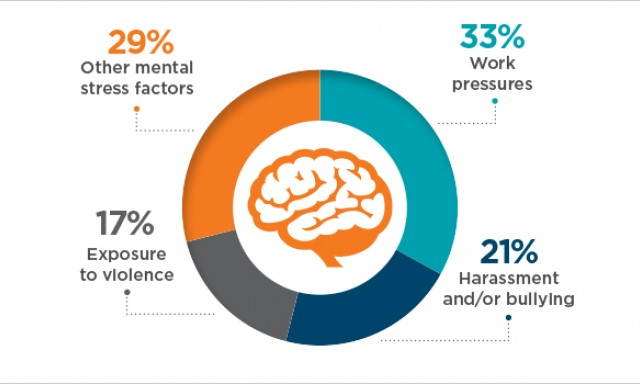 29%
Other mental
stress factors
33%
Work
pressures
17%
Exposure
to violence
21%
Harassment
and/or bullying